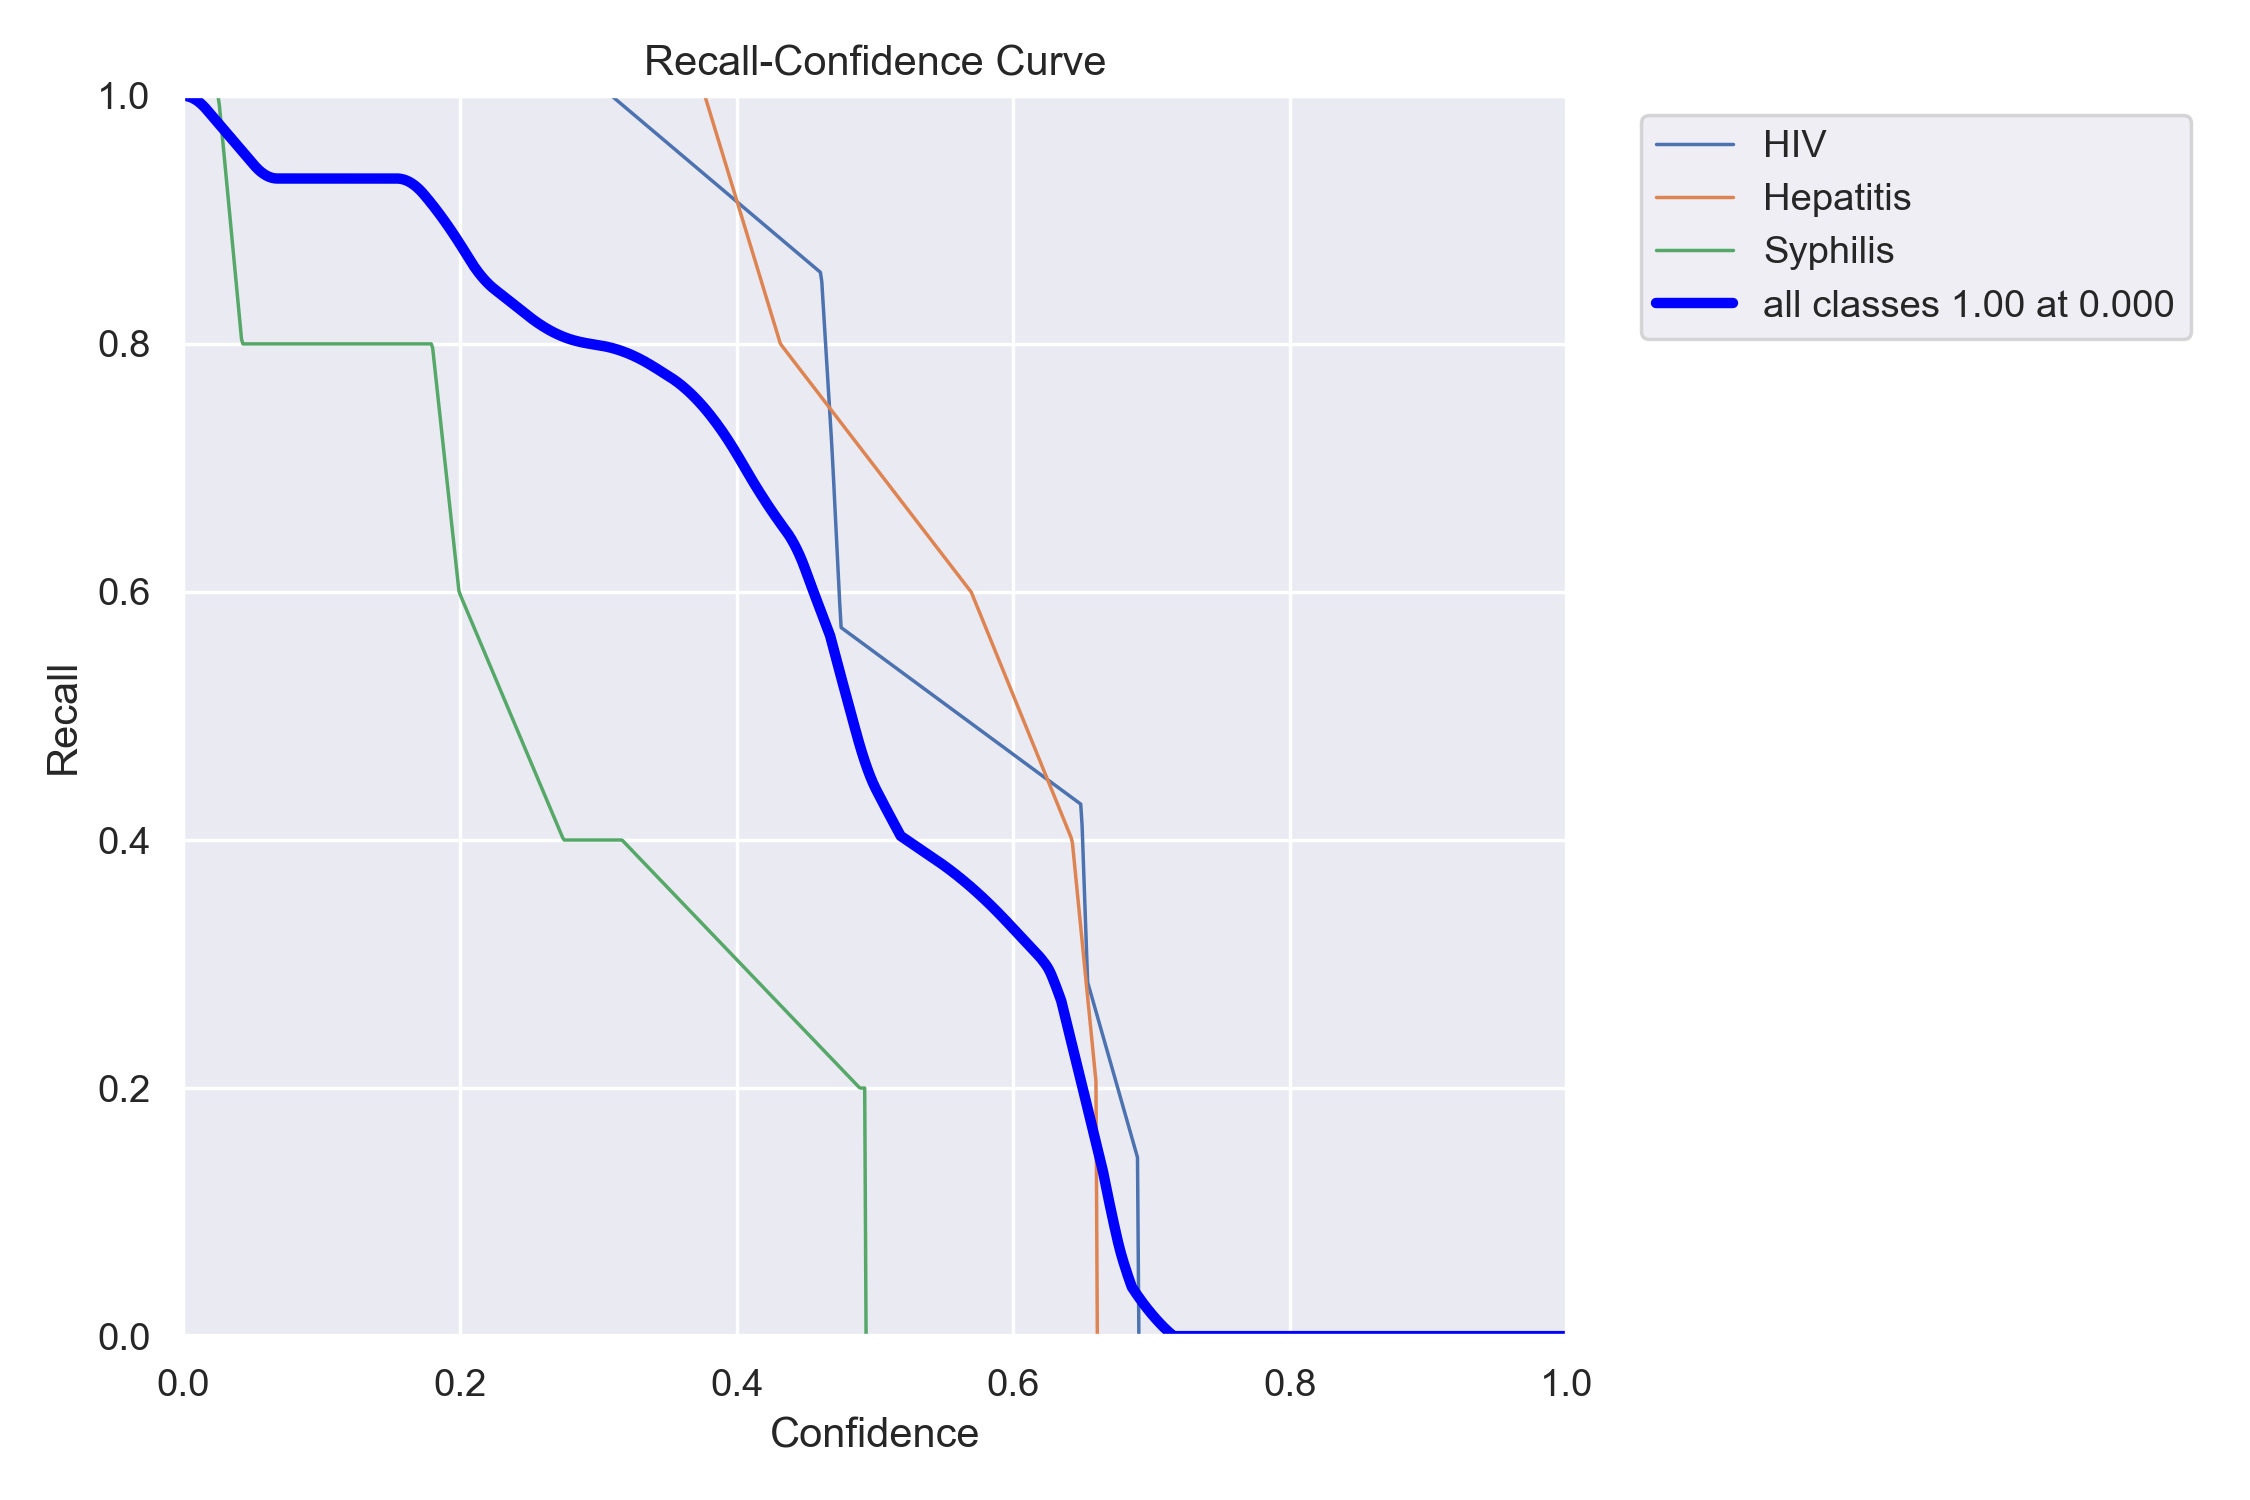 Recall-Confidence Curve
HIV
Hepatitis
Syphilis
all classes 1.00 at 0.000
Recall
1.0
0.8
0.6
0.4
0.2
0.0
0.0 0.2 0.4 0.6 0.8 1.0
Confidence